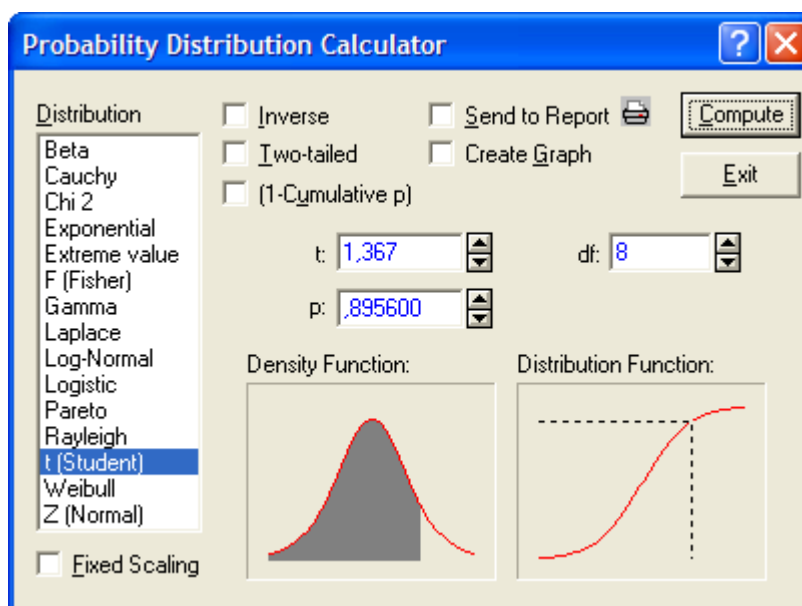 Probability Distribution Calculator
Distribution
Beta
Cauchy
Chi 2
Exponential
Extreme value
F (Fisher)
Gamma
Laplace
Log-Normal
Logistic
Pareto
Rayleigh
t (Student)
Weibull
Z (Normal)
Fixed Scaling
Inverse
Two-tailed
(1-Cumulative p)
Send to Report
Create Graph
Compute
Exit
t: 1,367
df: 8
p: ,895600
Density Function:
Distribution Function: